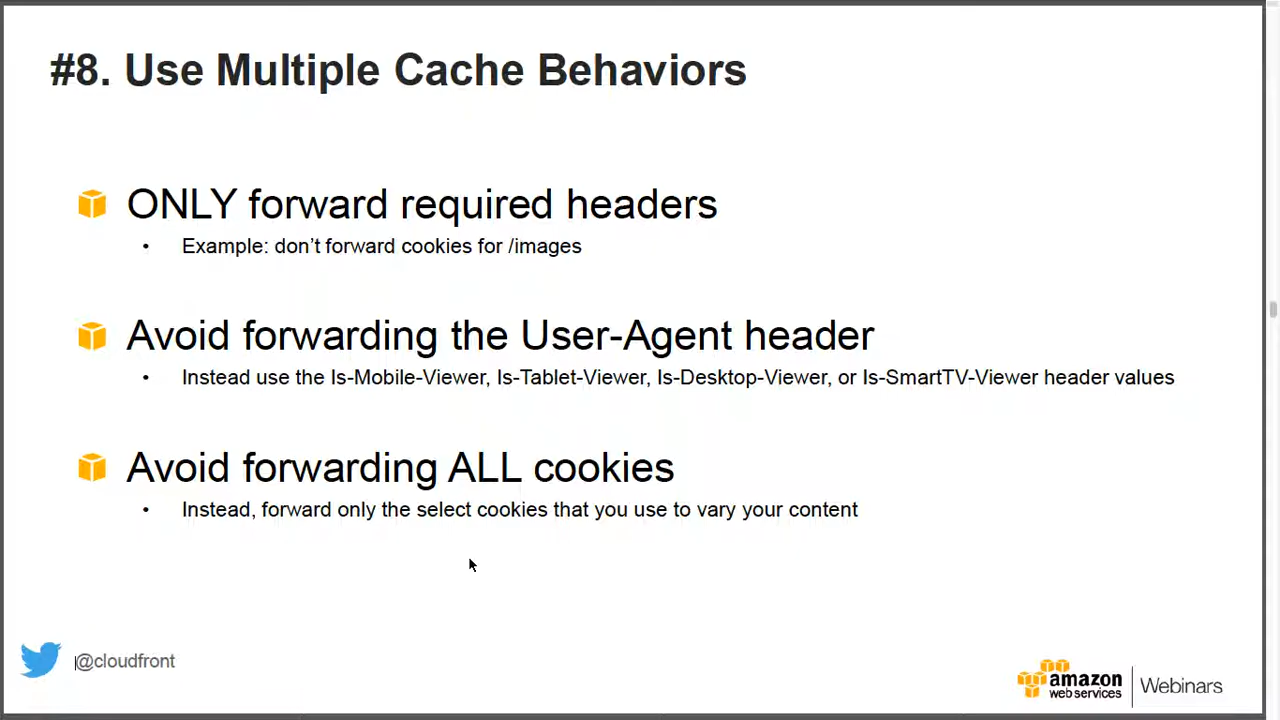 #8. Use Multiple Cache Behaviors
ONLY forward required headers
• Example: don’t forward cookies for /images
Avoid forwarding the User-Agent header
• Instead use the Is-Mobile-Viewer, Is-Tablet-Viewer, Is-Desktop-Viewer, or Is-SmartTV-Viewer header values
Avoid forwarding ALL cookies
• Instead, forward only the select cookies that you use to vary your content
@cloudfront
amazon
web services
Webinars